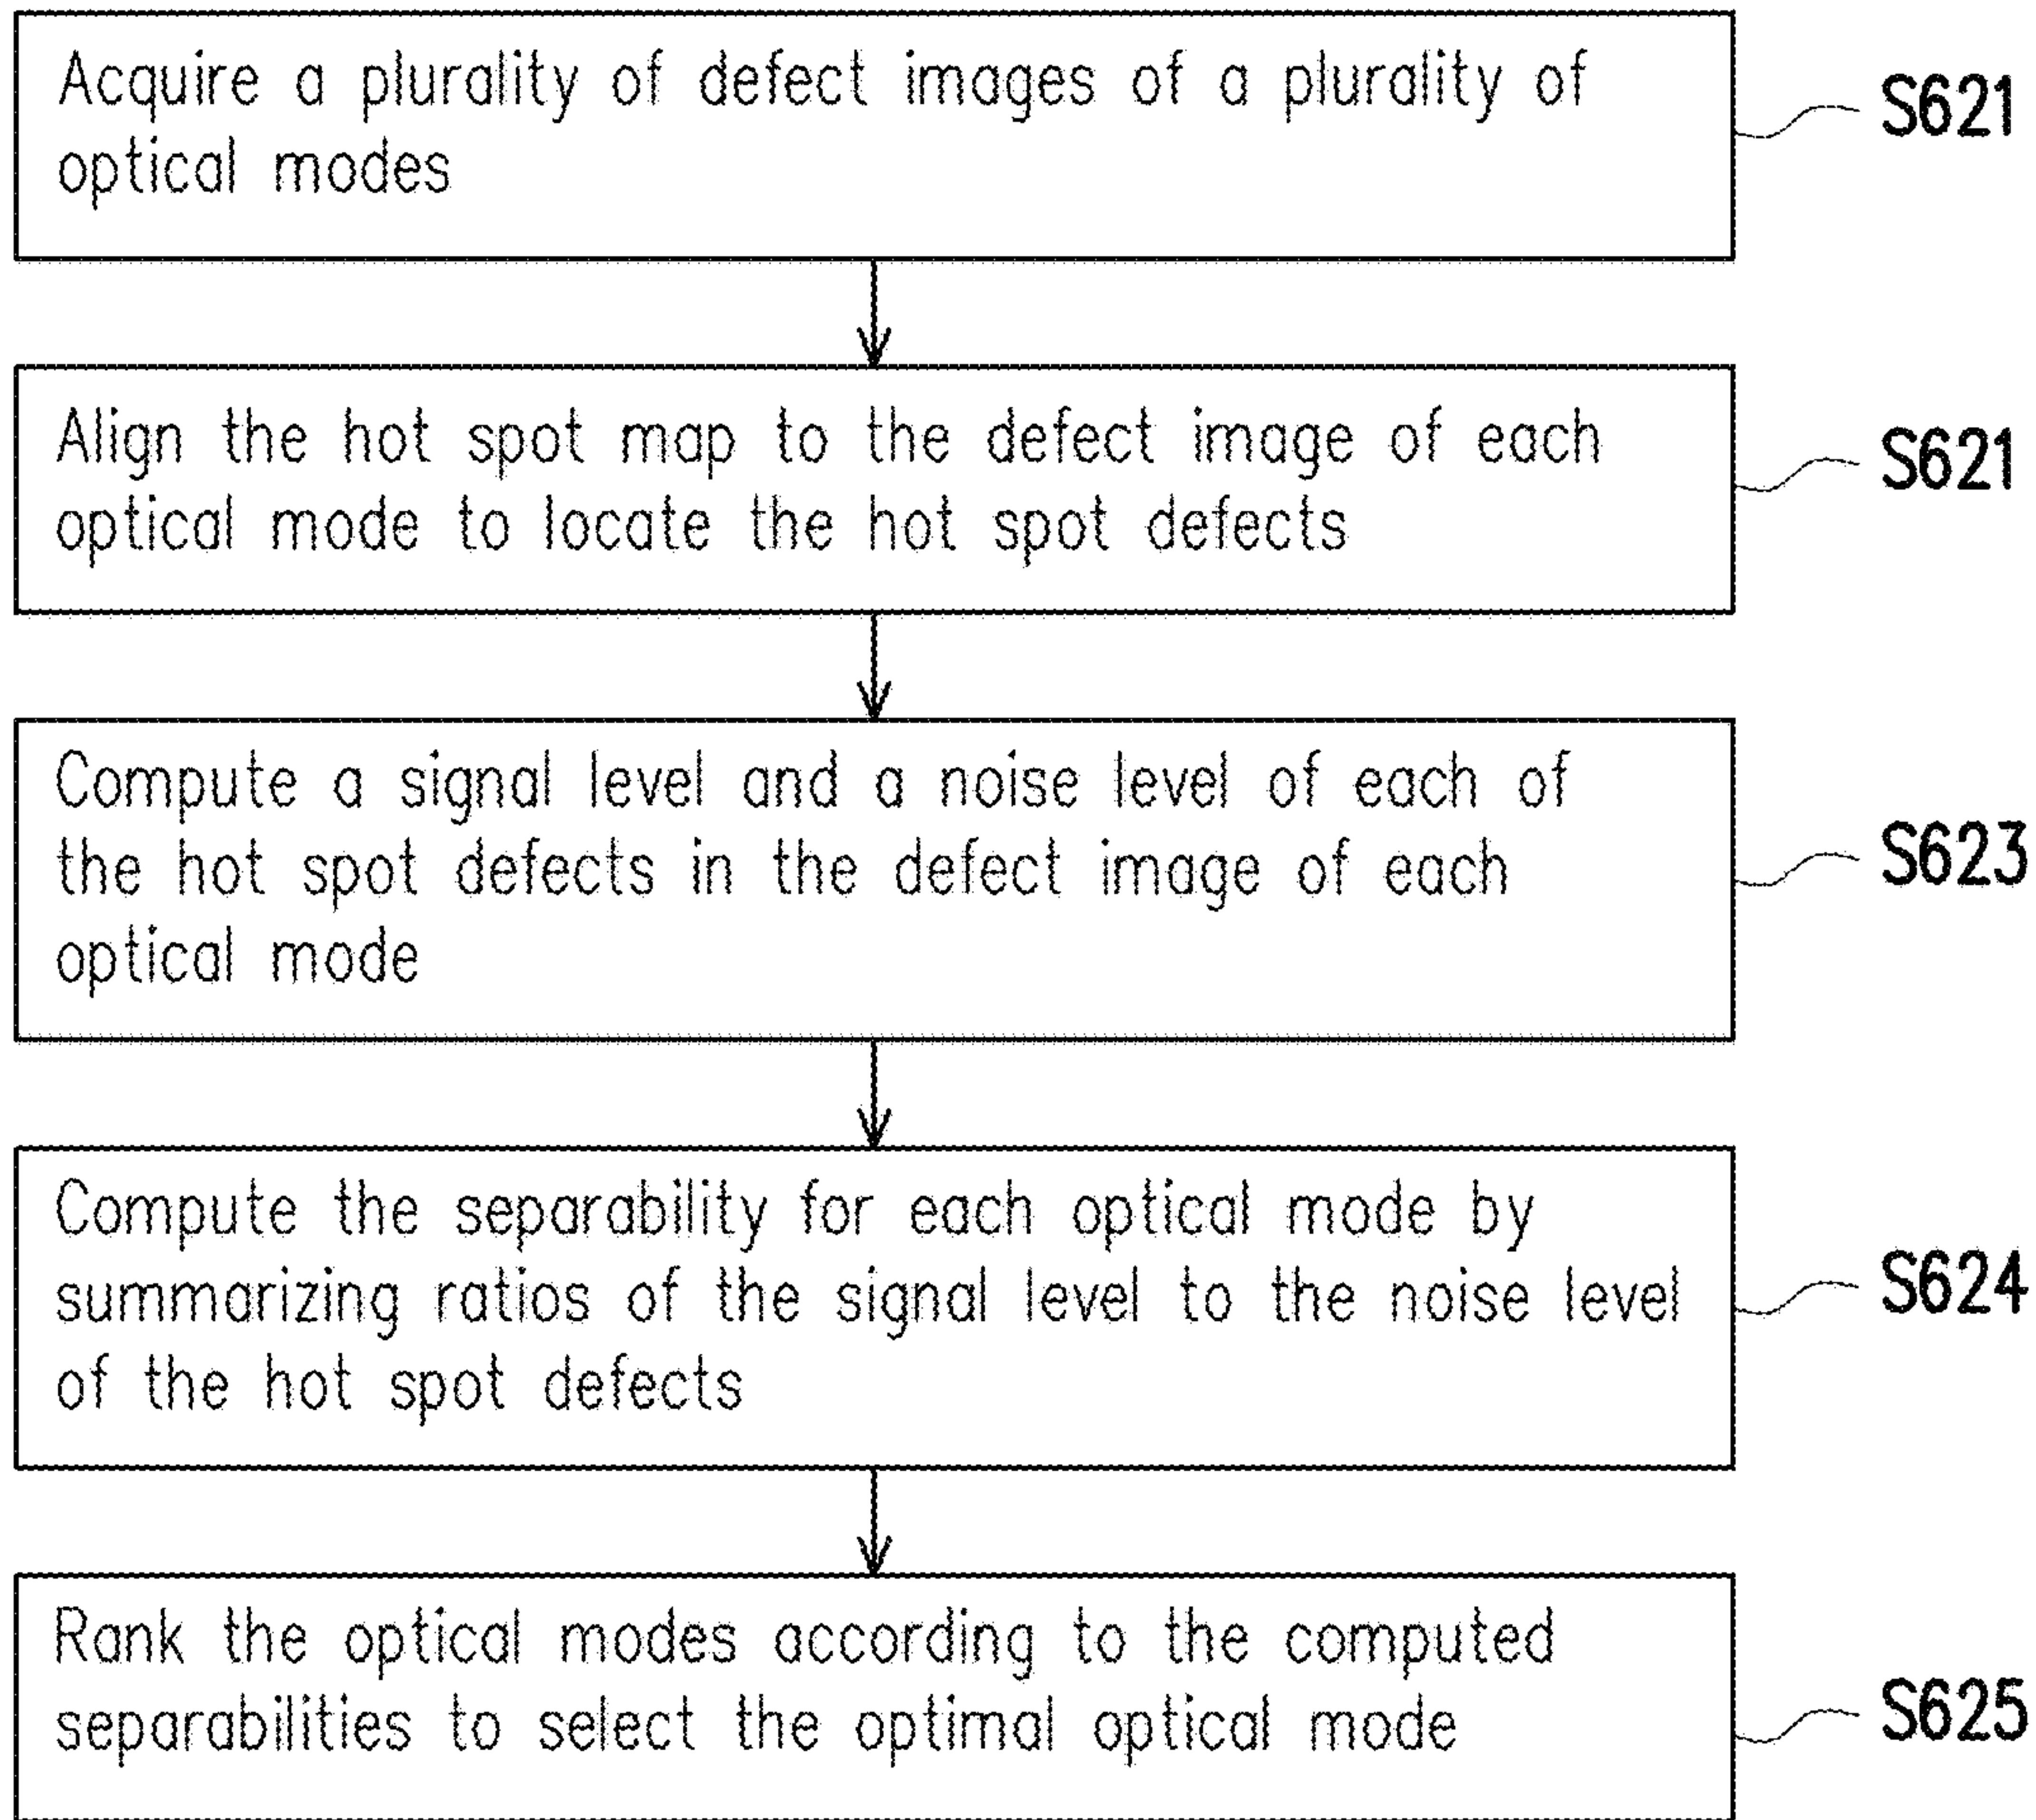 Acquire a plurality of defect images of a plurality of
optical modes
S621
Align the hot spot map to the defect image of each
optical mode to locate the hot spot defects
S621
Compute a signal level and a noise level of each of
the hot spot defects in the defect image of each
optical mode
S623
Compute the separability for each optical mode by
summarizing ratios of the signal level to the noise level
of the hot spot defects
S624
Rank the optical modes according to the computed
separabilities to select the optimal optical mode
S625